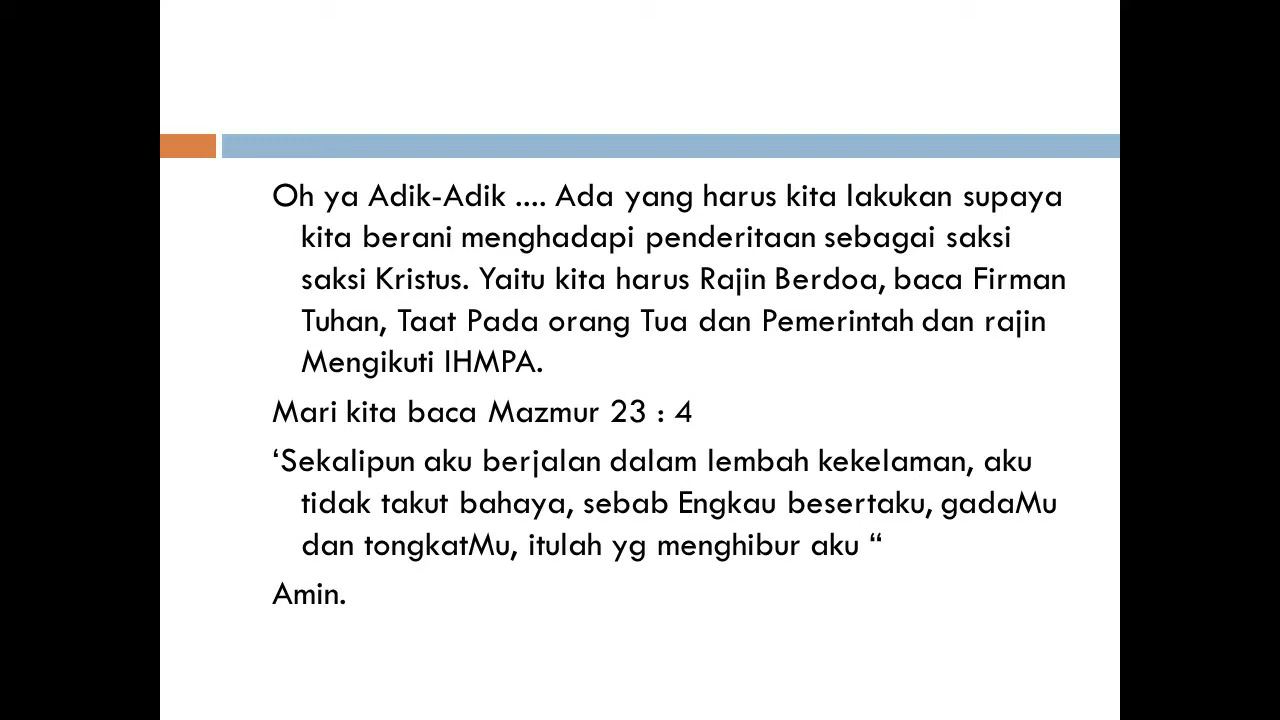 Oh ya Adik-Adik .... Ada yang harus kita lakukan supaya
kita berani menghadapi penderitaan sebagai saksi
saksi Kristus. Yaitu kita harus Rajin Berdoa, baca Firman
Tuhan, Taat Pada orang Tua dan Pemerintah dan rajin
Mengikuti IHMPA.
Mari kita baca Mazmur 23 : 4
‘Sekalipun aku berjalan dalam lembah kekelaman, aku
tidak takut bahaya, sebab Engkau besertaku, gadaMu
dan tongkatMu, itulah yg menghibur aku “
Amin.